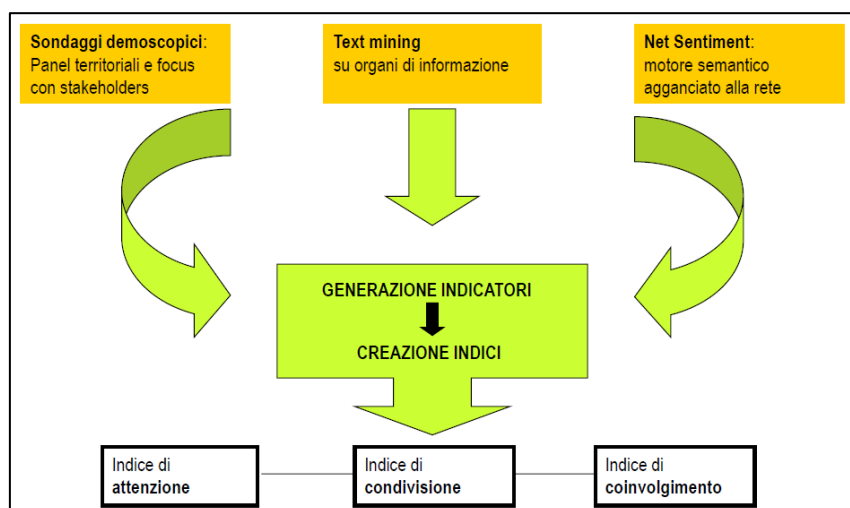 Sondaggi demoscopici:
Panel territoriali e focus
con stakeholders
Text mining
su organi di informazione
Net Sentiment:
motore semantico
agganciato alla rete
GENERAZIONE INDICATORI
CREAZIONE INDICI
Indice di
attenzione
Indice di
condivisione
Indice di
coinvolgimento